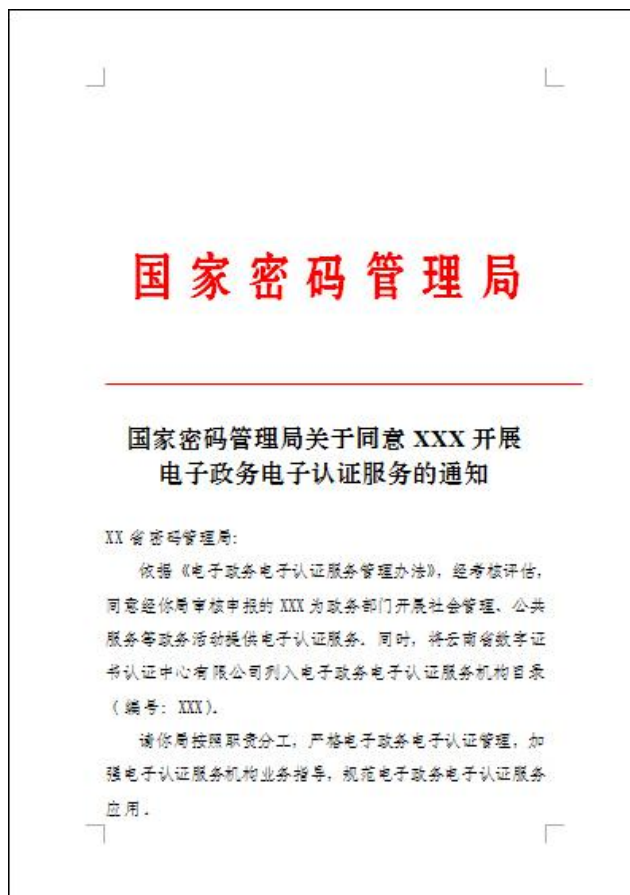 国家密码管理局
国家密码管理局关于同意 XXX 开展
电子政务电子认证服务的通知
XX 省密码管理局:
依据《电子政务电子认证服务管理办法》,经考核评估,
同意经你局审核申报的 XXX 为政务部门开展社会管理、公共
服务等政务活动提供电子认证服务。同时,将云南省数字证
书认证中心有限公司列入电子政务电子认证服务机构目录
(编号: XXX)。
请你局按照职责分工,严格电子政务电子认证管理,加
强电子认证服务机构业务指导,规范电子政务电子认证服务
应用.